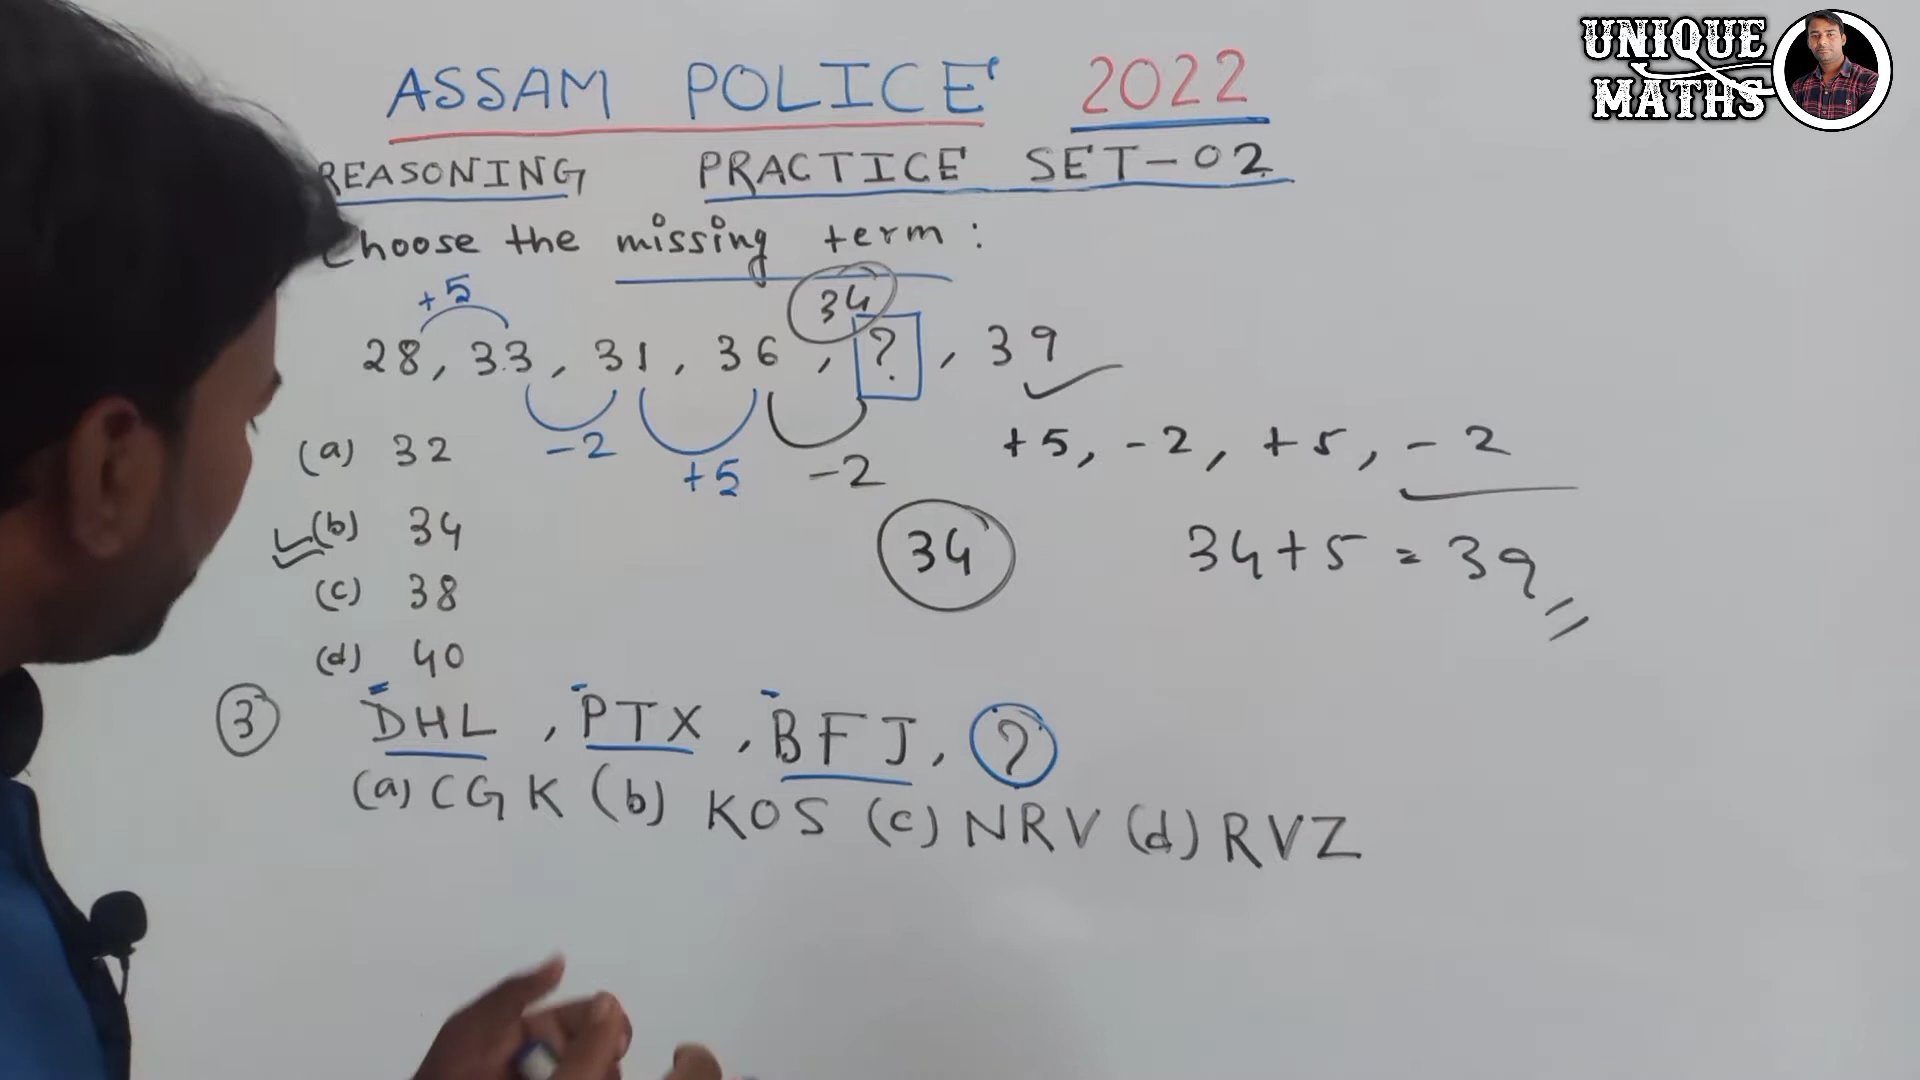 UNIQUE
MATHS
ASSAM POLICE 2022
REASONING PRACTICE SET-02
Choose the missing term:
+5
34
28, 33, 31, 36, ?, 39
-2 +5 -2
+5, -2, +5, -2
(a) 32
(b) 34
34
34+5 = 39
(c) 38
(d) 40
3 DHL, PTX, BFJ, ?
(a) CGK (b) KOS (c) NRV (d) RVZ